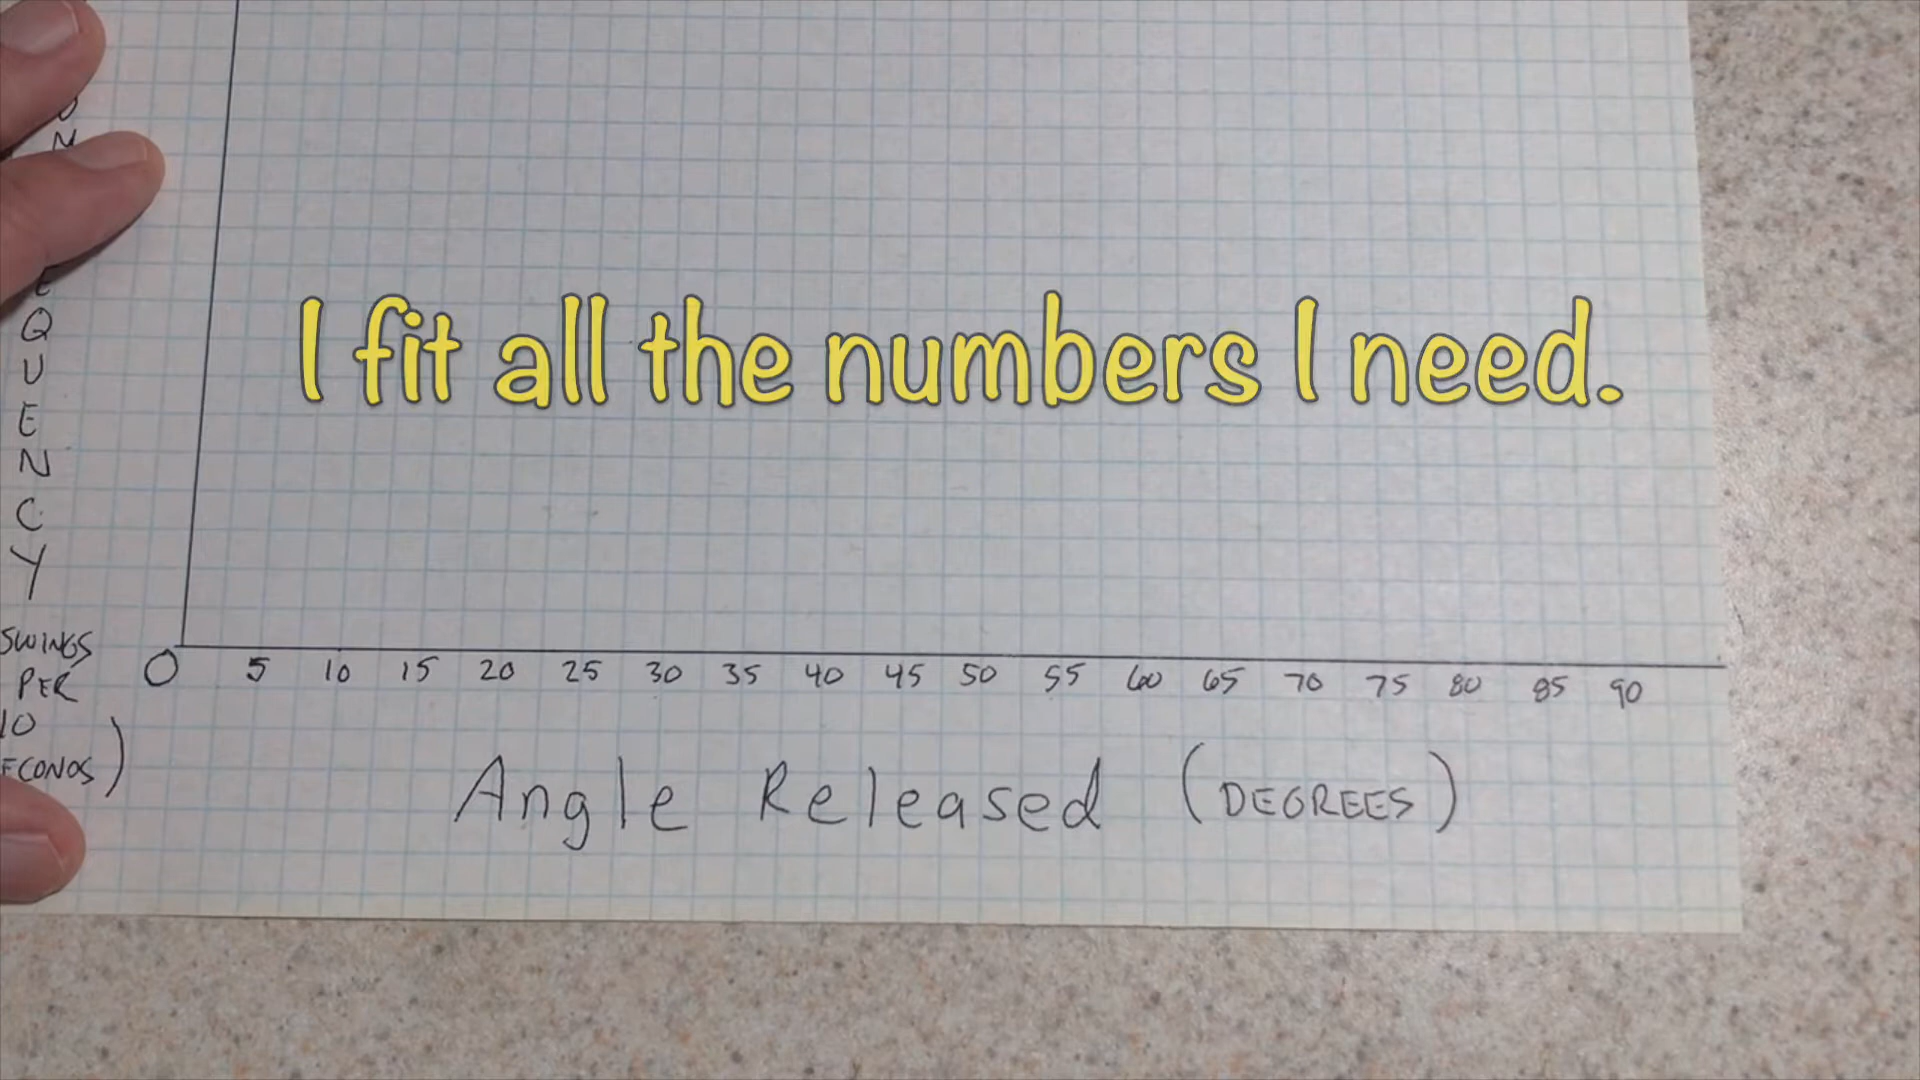 I fit all the numbers I need.
Q
U
E
N
C
Y
SWINGS
PER
10
ECONDS)
0 5 10 15 20 25 30 35 40 45 50 55 60 65 70 75 80 85 90
Angle Released (DEGREES)